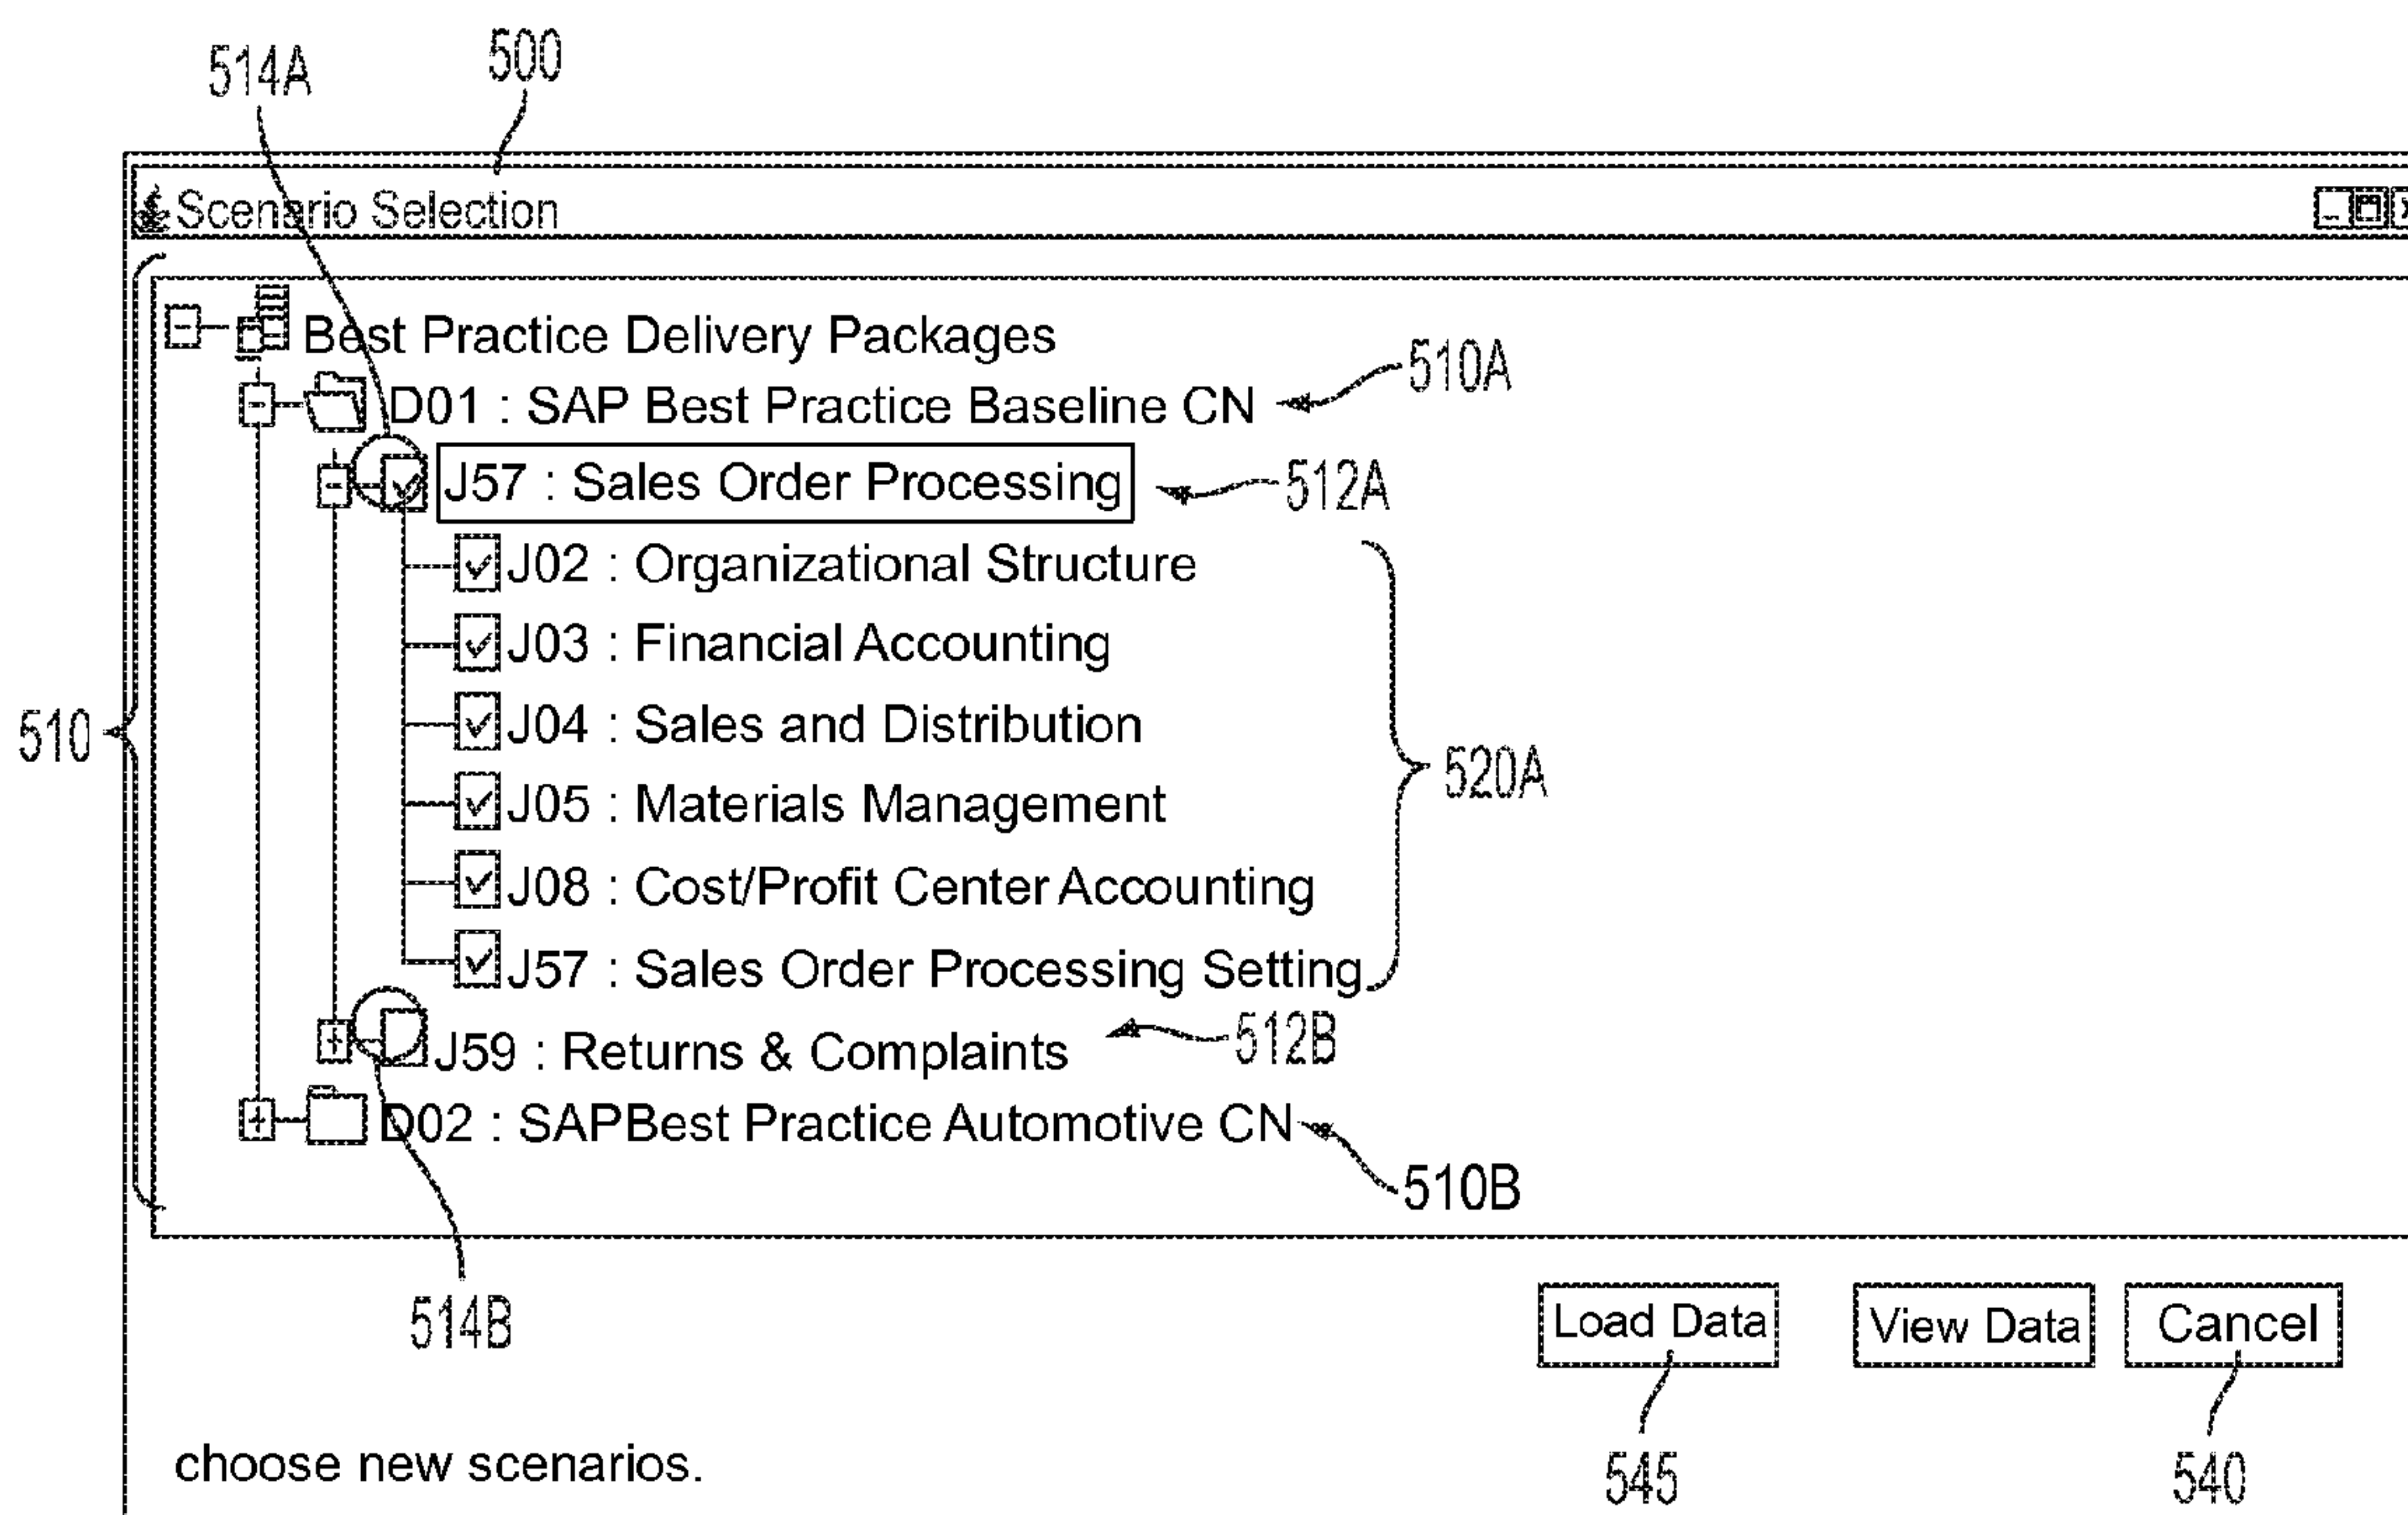 514A
500
Scenario Selection
Best Practice Delivery Packages
D01 : SAP Best Practice Baseline CN
510A
J57 : Sales Order Processing
512A
J02 : Organizational Structure
J03 : Financial Accounting
J04 : Sales and Distribution
510
520A
J05 : Materials Management
J08 : Cost/Profit Center Accounting
J57 : Sales Order Processing Setting
J59 : Returns & Complaints
512B
D02 : SAPBest Practice Automotive CN
510B
514B
Load Data View Data Cancel
choose new scenarios.
545
540